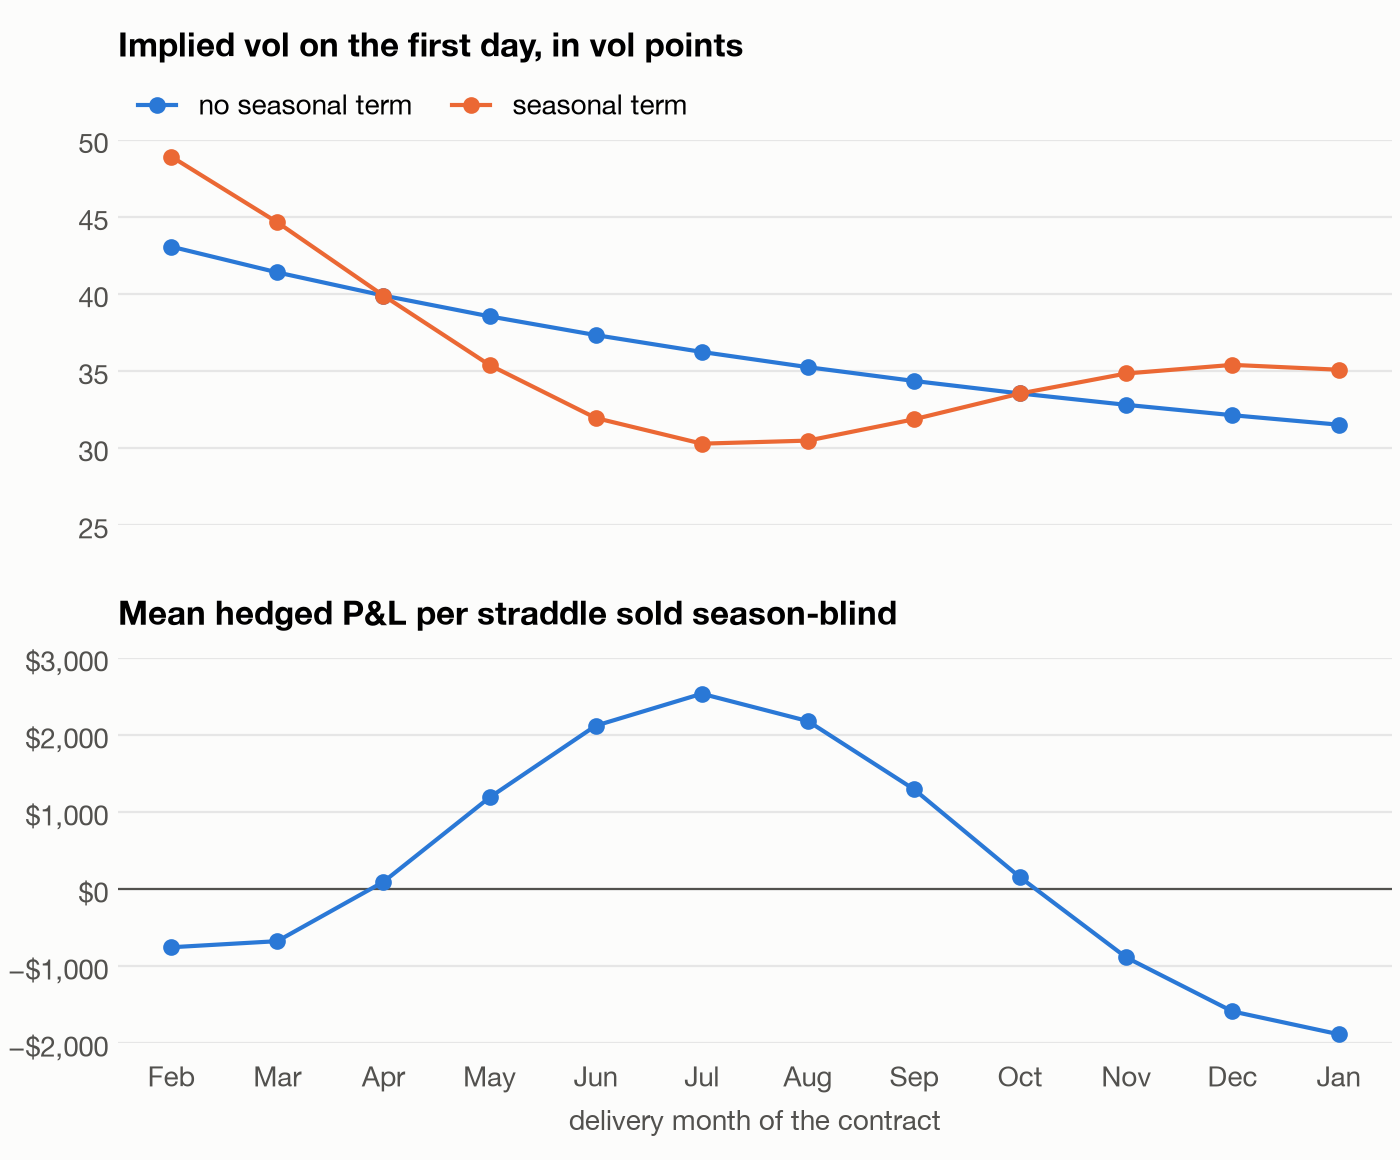 Implied vol on the first day, in vol points
no seasonal term seasonal term
50
45
40
35
30
25
Mean hedged P&L per straddle sold season-blind
$3,000
$2,000
$1,000
$0
−$1,000
−$2,000
Feb Mar Apr May Jun Jul Aug Sep Oct Nov Dec Jan
delivery month of the contract